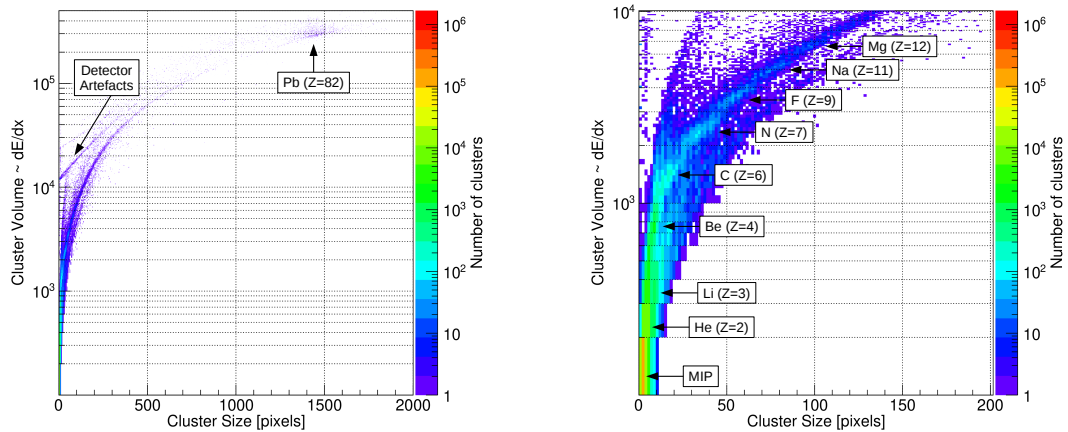 10^5
10^4
10^3
Cluster Volume ~ dE/dx
Detector
Artefacts
Pb (Z=82)
0 500 1000 1500 2000
Cluster Size [pixels]
10^6
10^5
10^4
10^3
10^2
10
1
Number of clusters
10^4
10^3
Cluster Volume ~ dE/dx
Mg (Z=12)
Na (Z=11)
F (Z=9)
N (Z=7)
C (Z=6)
Be (Z=4)
Li (Z=3)
He (Z=2)
MIP
0 50 100 150 200
Cluster Size [pixels]
10^6
10^5
10^4
10^3
10^2
10
1
Number of clusters